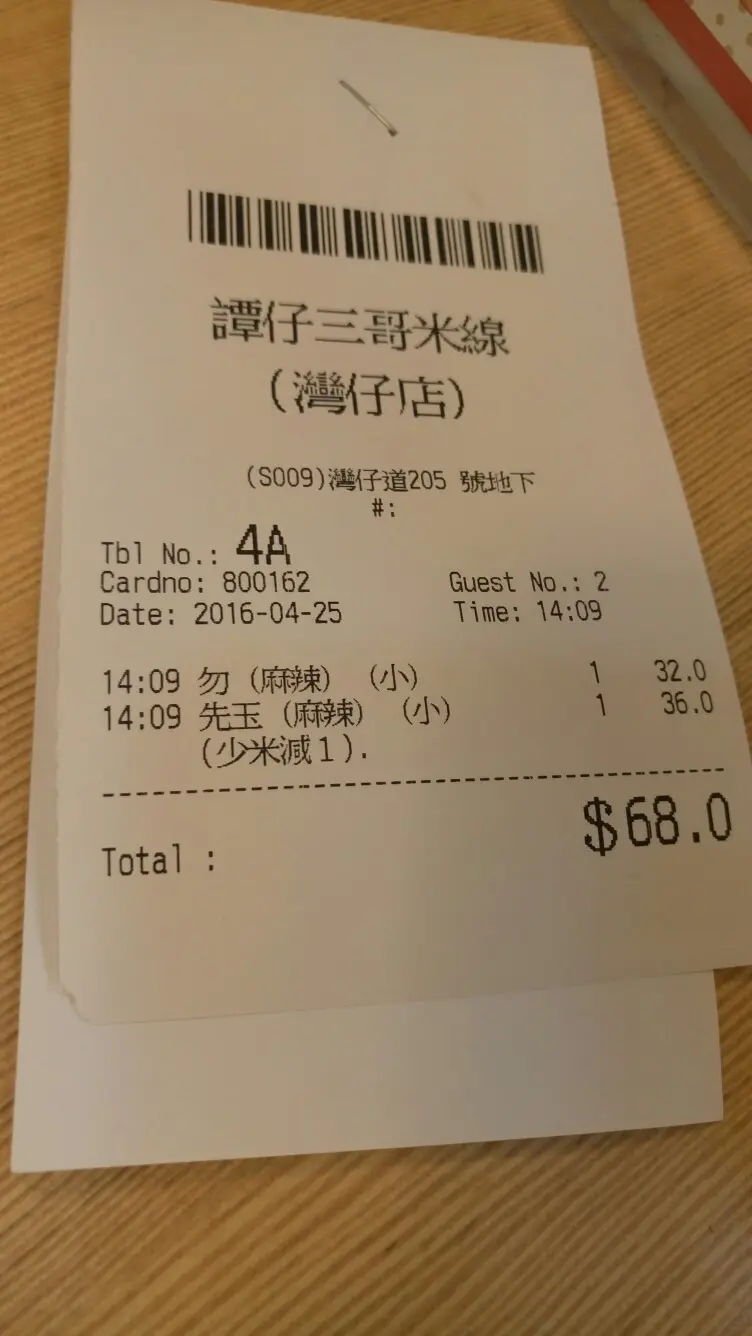 譚仔三哥米線
(灣仔店)
(S009)灣仔道205 號地下
#:
Tbl No.: 4A
Cardno: 800162 Guest No.: 2
Date: 2016-04-25 Time: 14:09
14:09 勿 (麻辣) (小) 1 32.0
14:09 先玉 (麻辣) (小) 1 36.0
(少米減1).
Total : $68.0